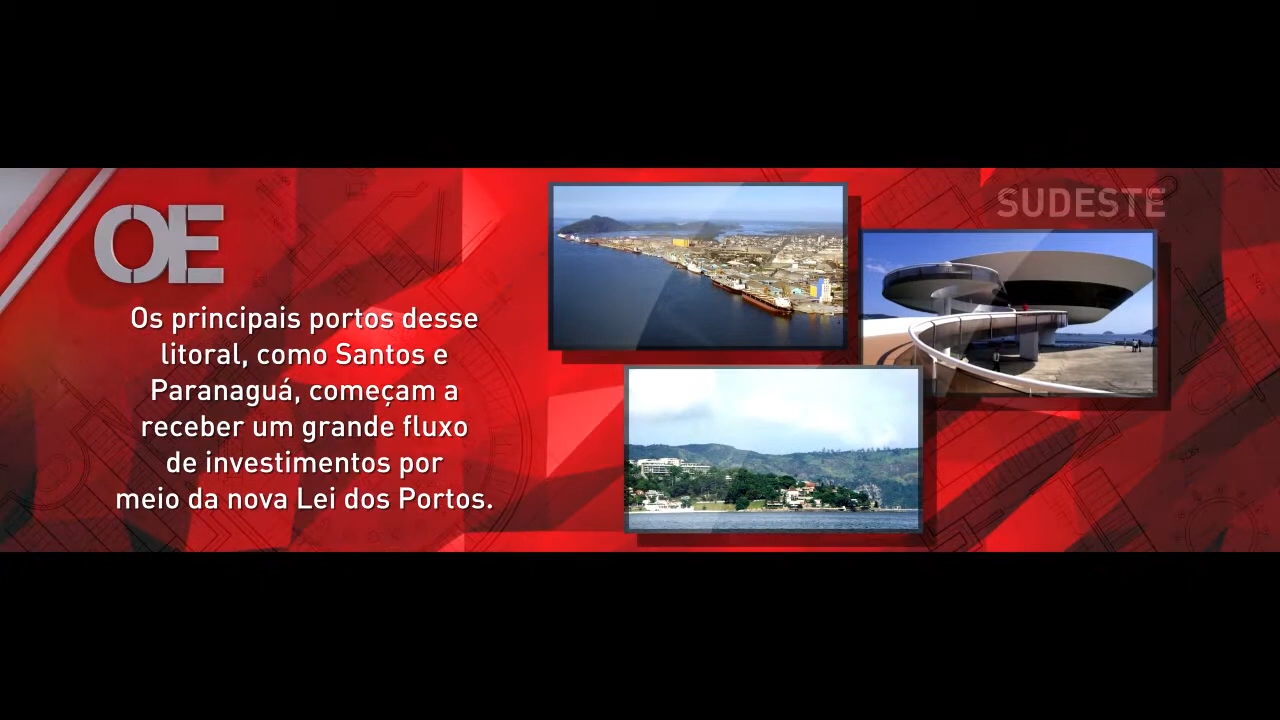 OE
SUDESTE
Os principais portos desse
litoral, como Santos e
Paranaguá, começam a
receber um grande fluxo
de investimentos por
meio da nova Lei dos Portos.